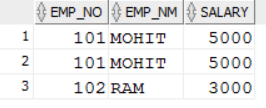 EMP_NO EMP_NM SALARY
1 101 MOHIT 5000
2 101 MOHIT 5000
3 102 RAM 3000